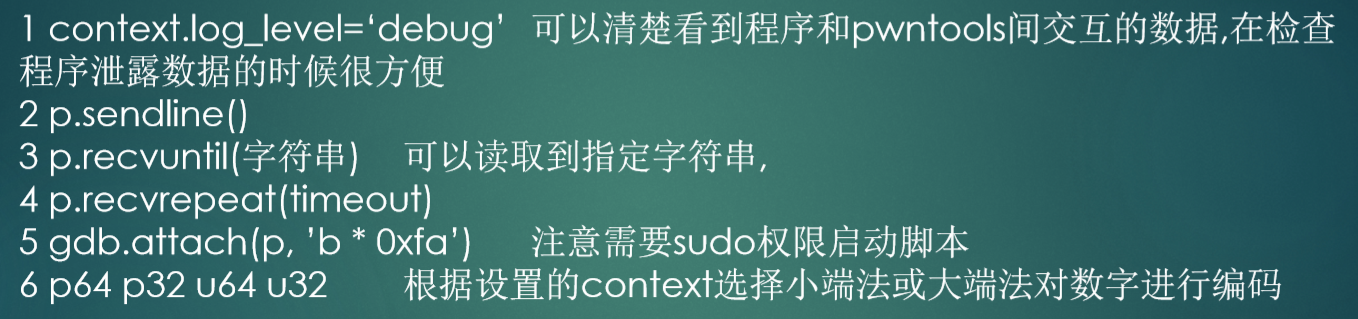 1 context.log_level=‘debug’ 可以清楚看到程序和pwntools间交互的数据,在检查
程序泄露数据的时候很方便
2 p.sendline()
3 p.recvuntil(字符串) 可以读取到指定字符串,
4 p.recvrepeat(timeout)
5 gdb.attach(p, ’b * 0xfa’) 注意需要sudo权限启动脚本
6 p64 p32 u64 u32 根据设置的context选择小端法或大端法对数字进行编码